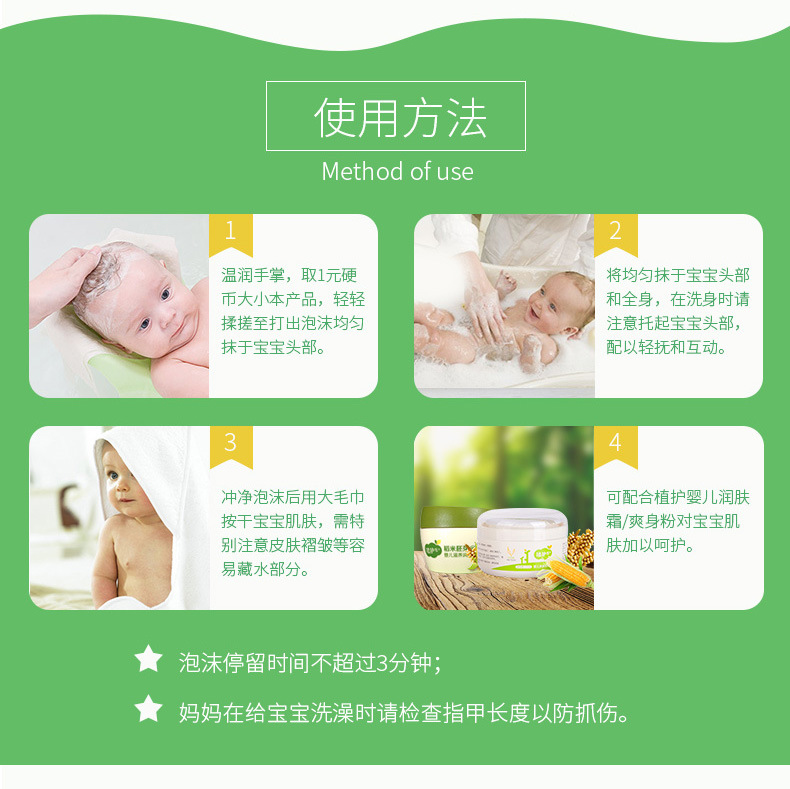 使用方法
Method of use
1
温润手掌，取1元硬
币大小本产品，轻轻
揉搓至打出泡沫均匀
抹于宝宝头部。
2
将均匀抹于宝宝头部
和全身，在洗身时请
注意托起宝宝头部，
配以轻抚和互动。
3
冲净泡沫后用大毛巾
按干宝宝肌肤，需特
别注意皮肤褶皱等容
易藏水部分。
4
可配合植护婴儿润肤
霜/爽身粉对宝宝肌
肤加以呵护。
泡沫停留时间不超过3分钟；
妈妈在给宝宝洗澡时请检查指甲长度以防抓伤。